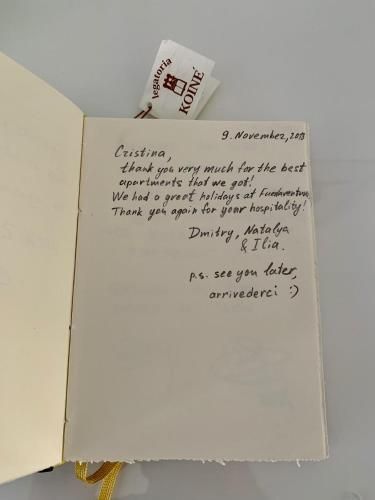 legatoria
KOINÉ
9. November, 2018
Cristina,
thank you very much for the best
apartments that we got!
We had a great holidays at Fuerteventura.
Thank you again for your hospitality!
Dmitry, Natalya
& Ilia.
p.s. see you later,
arrivederci :)